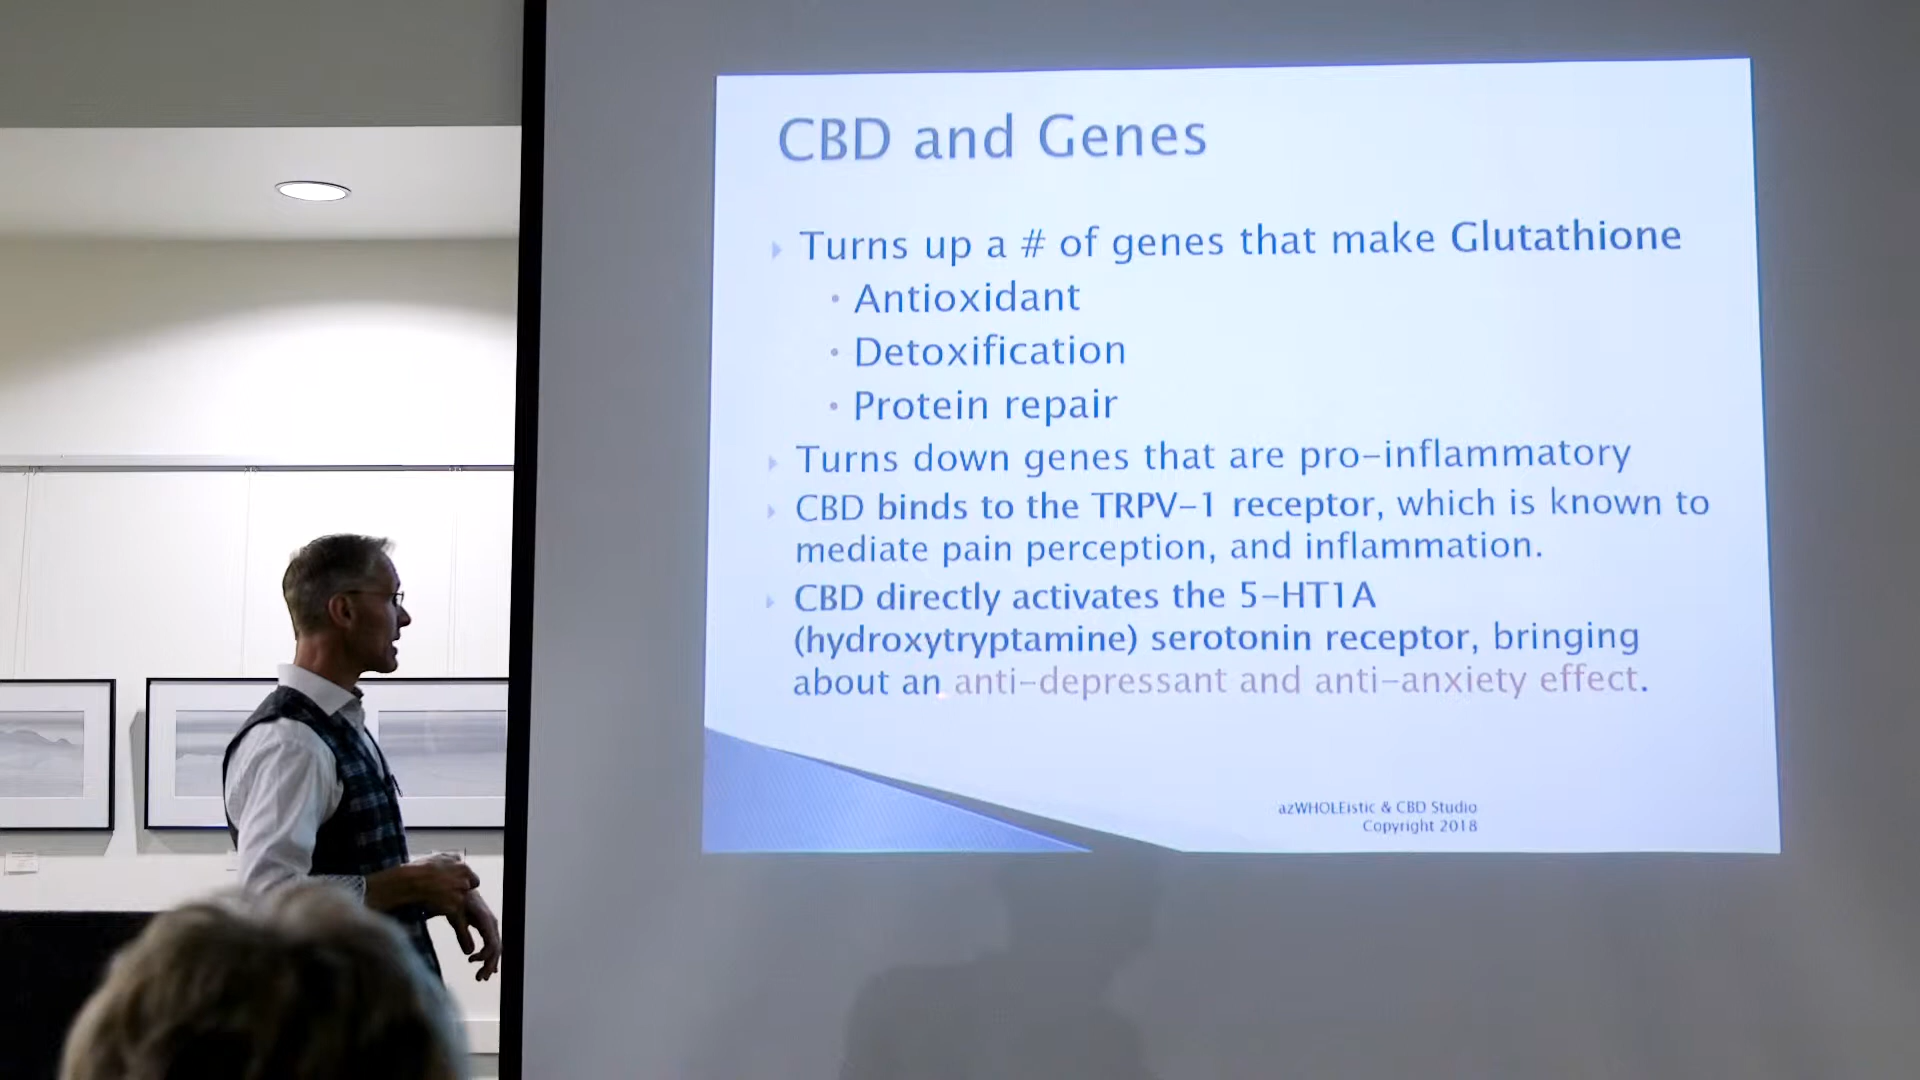 CBD and Genes
Turns up a # of genes that make Glutathione
Antioxidant
Detoxification
Protein repair
Turns down genes that are pro-inflammatory
CBD binds to the TRPV-1 receptor, which is known to
mediate pain perception, and inflammation.
CBD directly activates the 5-HT1A
(hydroxytryptamine) serotonin receptor, bringing
about an anti-depressant and anti-anxiety effect.
azWHOLEistic & CBD Studio
Copyright 2018